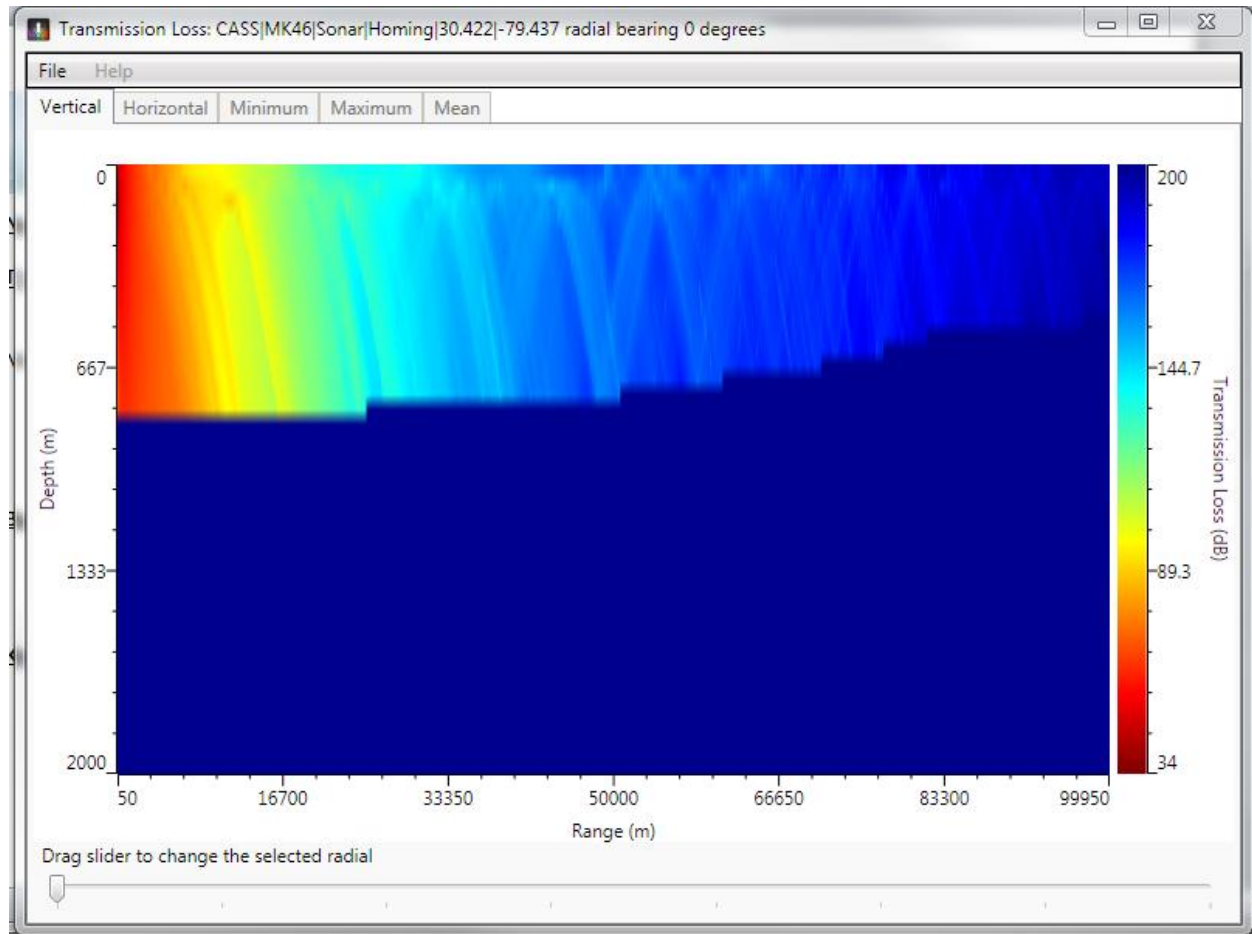 Transmission Loss: CASS|MK46|Sonar|Homing|30.422|-79.437 radial bearing 0 degrees
File Help
Vertical Horizontal Minimum Maximum Mean
0
667
1333
2000
Depth (m)
50 16700 33350 50000 66650 83300 99950
Range (m)
200
144.7
89.3
34
Transmission Loss (dB)
Drag slider to change the selected radial